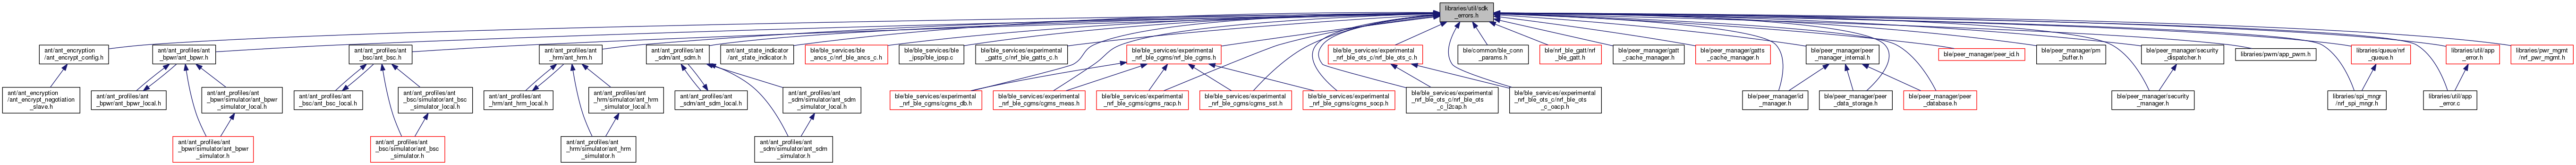 libraries/util/sdk
_errors.h
ant/ant_encryption
/ant_encrypt_config.h
ant/ant_profiles/ant
_bpwr/ant_bpwr.h
ant/ant_profiles/ant
_bsc/ant_bsc.h
ant/ant_profiles/ant
_hrm/ant_hrm.h
ant/ant_profiles/ant
_sdm/ant_sdm.h
ant/ant_state_indicator
/ant_state_indicator.h
ble/ble_services/ble
_ancs_c/nrf_ble_ancs_c.h
ble/ble_services/ble
_ipsp/ble_ipsp.c
ble/ble_services/experimental
_gatts_c/nrf_ble_gatts_c.h
ble/ble_services/experimental
_nrf_ble_cgms/nrf_ble_cgms.h
ble/ble_services/experimental
_nrf_ble_ots_c/nrf_ble_ots_c.h
ble/common/ble_conn
_params.h
ble/nrf_ble_gatt/nrf
_ble_gatt.h
ble/peer_manager/gatt
_cache_manager.h
ble/peer_manager/gatts
_cache_manager.h
ble/peer_manager/peer
_manager_internal.h
ble/peer_manager/peer_id.h
ble/peer_manager/pm
_buffer.h
ble/peer_manager/security
_dispatcher.h
libraries/pwm/app_pwm.h
libraries/queue/nrf
_queue.h
libraries/util/app
_error.h
libraries/pwr_mgmt
/nrf_pwr_mgmt.h
ant/ant_encryption
/ant_encrypt_negotiation
_slave.h
ant/ant_profiles/ant
_bpwr/ant_bpwr_local.h
ant/ant_profiles/ant
_bpwr/simulator/ant_bpwr
_simulator_local.h
ant/ant_profiles/ant
_bsc/ant_bsc_local.h
ant/ant_profiles/ant
_bsc/simulator/ant_bsc
_simulator_local.h
ant/ant_profiles/ant
_hrm/ant_hrm_local.h
ant/ant_profiles/ant
_hrm/simulator/ant_hrm
_simulator_local.h
ant/ant_profiles/ant
_sdm/ant_sdm_local.h
ant/ant_profiles/ant
_sdm/simulator/ant_sdm
_simulator_local.h
ble/ble_services/experimental
_nrf_ble_cgms/cgms_db.h
ble/ble_services/experimental
_nrf_ble_cgms/cgms_meas.h
ble/ble_services/experimental
_nrf_ble_cgms/cgms_racp.h
ble/ble_services/experimental
_nrf_ble_cgms/cgms_sst.h
ble/ble_services/experimental
_nrf_ble_cgms/cgms_socp.h
ble/ble_services/experimental
_nrf_ble_ots_c/nrf_ble_ots
_c_l2cap.h
ble/ble_services/experimental
_nrf_ble_ots_c/nrf_ble_ots
_c_oacp.h
ble/peer_manager/id
_manager.h
ble/peer_manager/peer
_data_storage.h
ble/peer_manager/peer
_database.h
ble/peer_manager/security
_manager.h
libraries/spi_mngr
/nrf_spi_mngr.h
libraries/util/app
_error.c
ant/ant_profiles/ant
_bpwr/simulator/ant_bpwr
_simulator.h
ant/ant_profiles/ant
_bsc/simulator/ant_bsc
_simulator.h
ant/ant_profiles/ant
_hrm/simulator/ant_hrm
_simulator.h
ant/ant_profiles/ant
_sdm/simulator/ant_sdm
_simulator.h